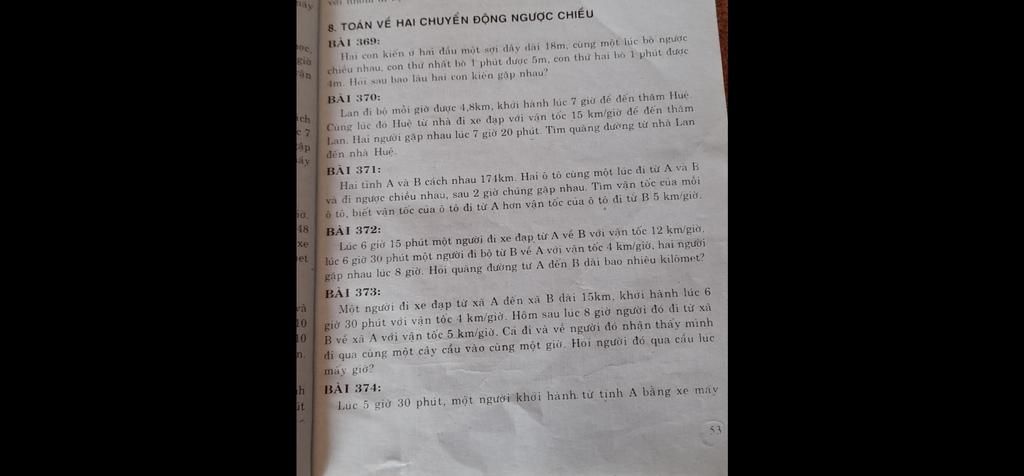 8. TOÁN VỀ HAI CHUYỂN ĐỘNG NGƯỢC CHIỀU
BÀI 369:
Hai con kiến ở hai đầu một sợi dây dài 18m, cùng một lúc bò ngược
chiều nhau, con thứ nhất bò 1 phút được 5m, con thứ hai bò 1 phút được
4m. Hỏi sau bao lâu hai con kiến gặp nhau?
BÀI 370:
Lan đi bộ mỗi giờ được 4,8km, khởi hành lúc 7 giờ để đến thăm Huệ.
Cùng lúc đó Huệ từ nhà đi xe đạp với vận tốc 15 km/giờ để đến thăm
Lan. Hai người gặp nhau lúc 7 giờ 20 phút. Tìm quãng đường từ nhà Lan
đến nhà Huệ.
BÀI 371:
Hai tỉnh A và B cách nhau 174km. Hai ô tô cùng một lúc đi từ A và B
và đi ngược chiều nhau, sau 2 giờ chúng gặp nhau. Tìm vận tốc của mỗi
ô tô, biết vận tốc của ô tô đi từ A hơn vận tốc của ô tô đi từ B 5 km/giờ.
BÀI 372:
Lúc 6 giờ 15 phút một người đi xe đạp từ A về B với vận tốc 12 km/giờ,
lúc 6 giờ 30 phút một người đi bộ từ B về A với vận tốc 4 km/giờ, hai người
gặp nhau lúc 8 giờ. Hỏi quãng đường từ A đến B dài bao nhiêu kilômet?
BÀI 373:
Một người đi xe đạp từ xã A đến xã B dài 15km, khởi hành lúc 6
giờ 30 phút với vận tốc 4 km/giờ. Hôm sau lúc 8 giờ người đó đi từ xã
B về xã A với vận tốc 5 km/giờ. Cả đi và về người đó nhận thấy mình
đi qua cùng một cây cầu vào cùng một giờ. Hỏi người đó qua cầu lúc
mấy giờ?
BÀI 374:
Lúc 5 giờ 30 phút, một người khởi hành từ tỉnh A bằng xe máy
53